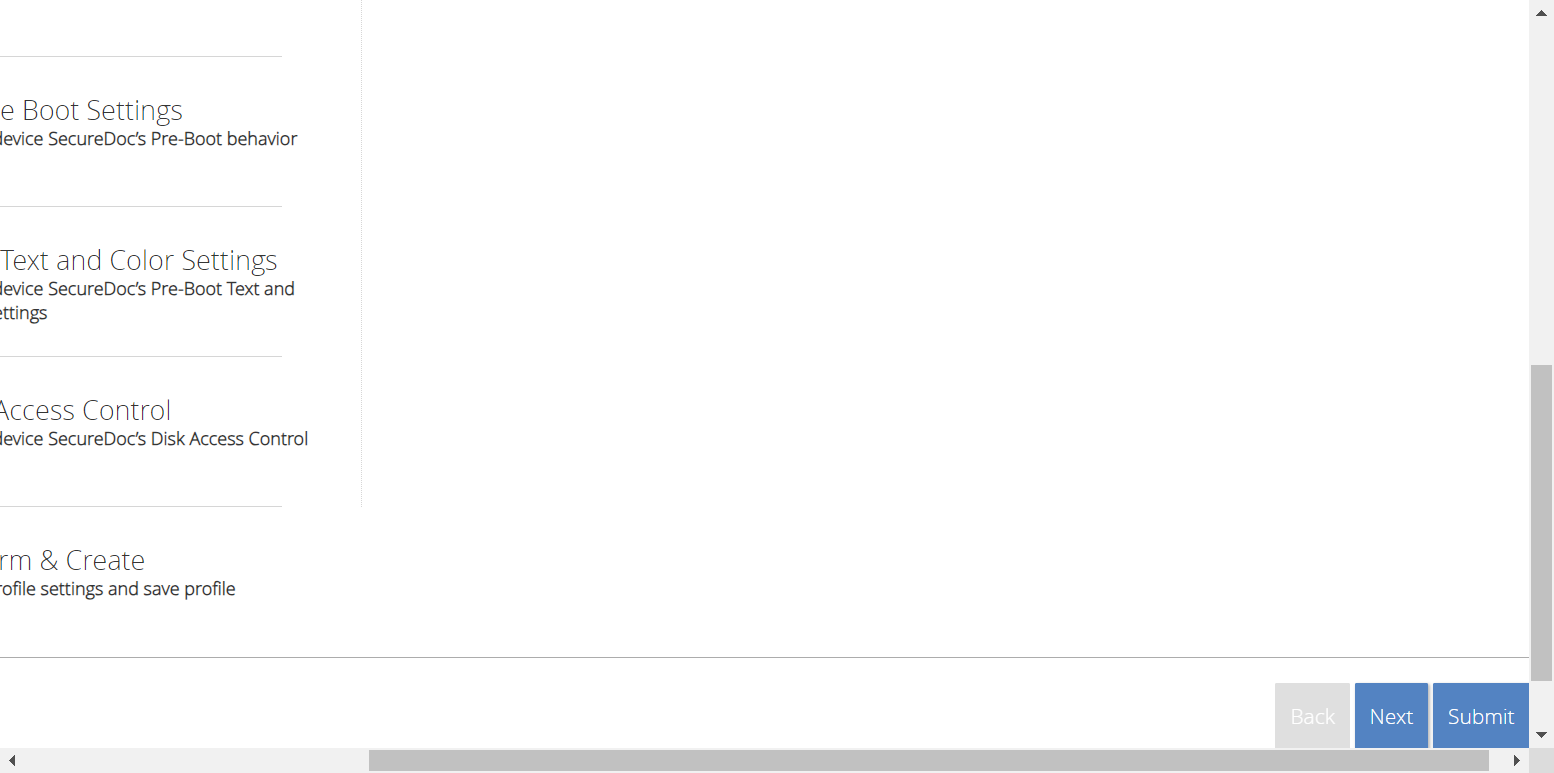 e Boot Settings
device SecureDoc's Pre-Boot behavior
Text and Color Settings
device SecureDoc's Pre-Boot Text and
ettings
Access Control
device SecureDoc's Disk Access Control
rm & Create
rofile settings and save profile
Back Next Submit